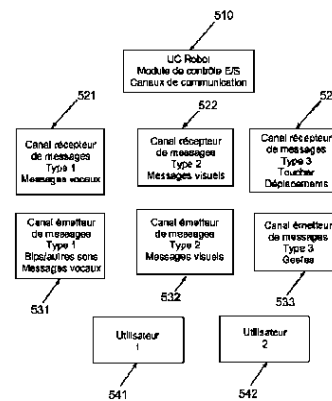 510
UC Robot
Module de contrôle E/S
Canaux de communication
521
522
52
Canal récepteur
de messages
Type 1
Messages vocaux
Canal récepteur
de messages
Type 2
Messages visuels
Canal récepteur
de messages
Type 3
Toucher
Déplacements
Canal émetteur
de messages
Type 1
Bips/autres sons
Messages vocaux
Canal émetteur
de messages
Type 2
Messages visuels
Canal émetteur
de messages
Type 3
Gestes
531
532
533
Utilisateur
1
Utilisateur
2
541
542